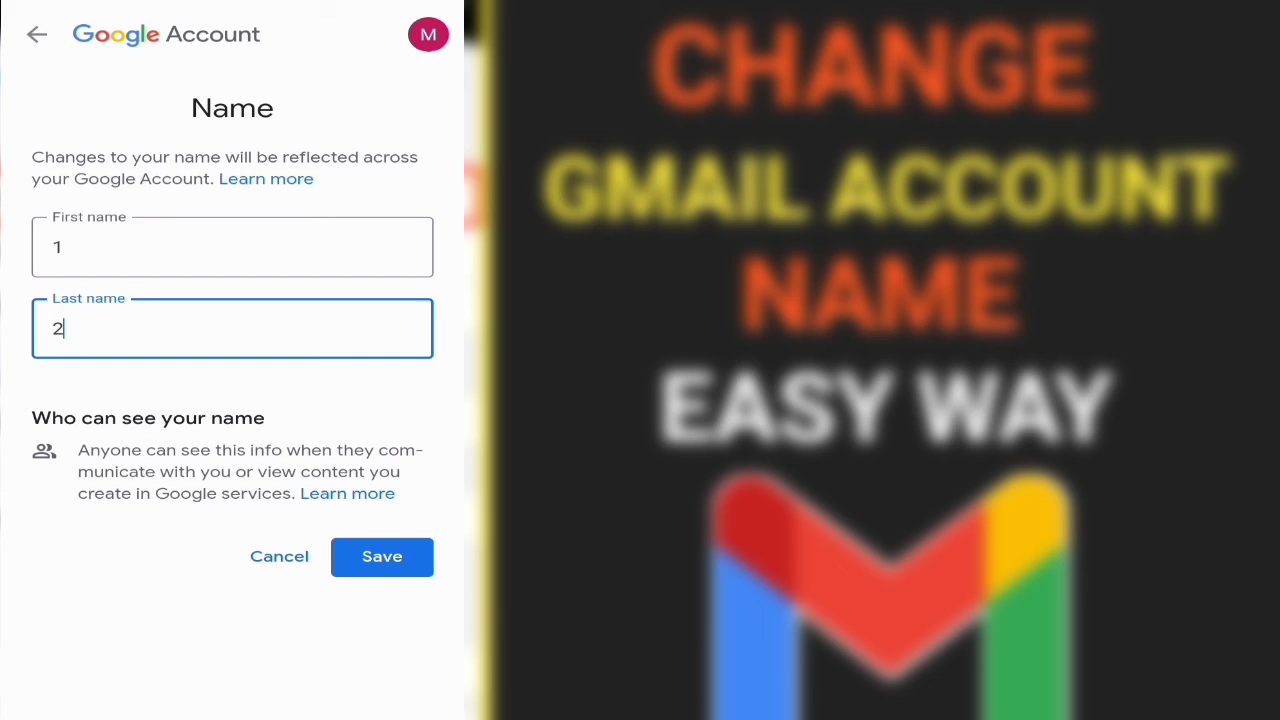 Google Account
M
Name
Changes to your name will be reflected across
your Google Account. Learn more
First name
1
Last name
2
Who can see your name
Anyone can see this info when they com-
municate with you or view content you
create in Google services. Learn more
Cancel
Save
CHANGE
GMAIL ACCOUNT
NAME
EASY WAY